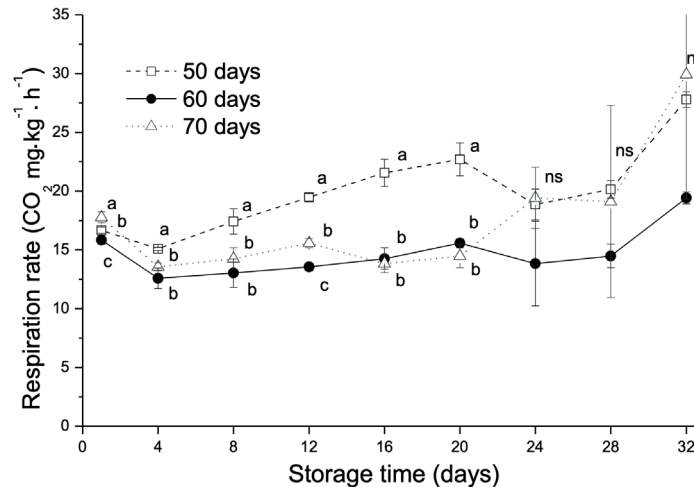 35
30
25
20
15
10
5
0
Respiration rate (CO2 mg·kg-1·h-1)
50 days
60 days
70 days
a
b
c
a
b
b
a
b
b
a
b
c
a
b
b
a
b
b
ns
ns
n
0 4 8 12 16 20 24 28 32
Storage time (days)